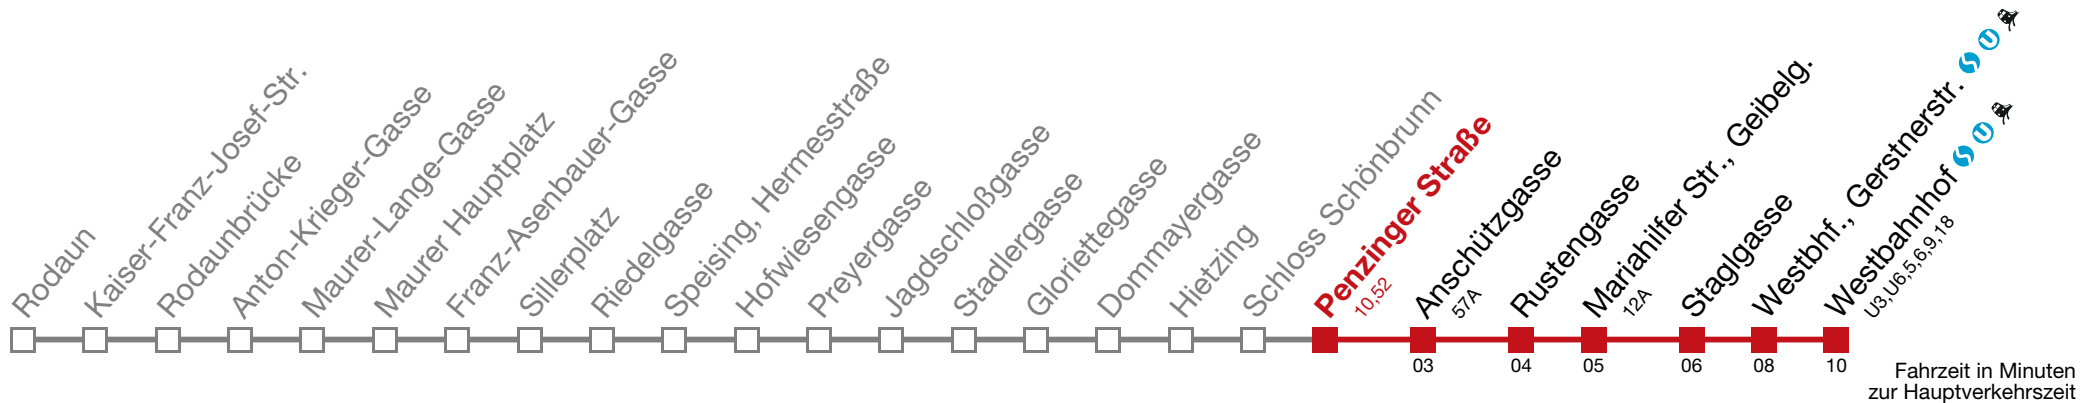 Rodaun
Kaiser-Franz-Josef-Str.
Rodaunbrücke
Anton-Krieger-Gasse
Maurer-Lange-Gasse
Maurer Hauptplatz
Franz-Asenbauer-Gasse
Sillerplatz
Riedelgasse
Speising, Hermesstraße
Hofwiesengasse
Preyergasse
Jagdschloßgasse
Stadlergasse
Gloriettegasse
Dommayergasse
Hietzing
Schloss Schönbrunn
Penzinger Straße
10,52
Anschützgasse
57A
Rustengasse
Mariahilfer Str., Geibelg.
12A
Staglgasse
Westbhf., Gerstnerstr.
U
Westbahnhof
U
U3,U6,5,6,9,18
03
04
05
06
08
10
Fahrzeit in Minuten
zur Hauptverkehrszeit